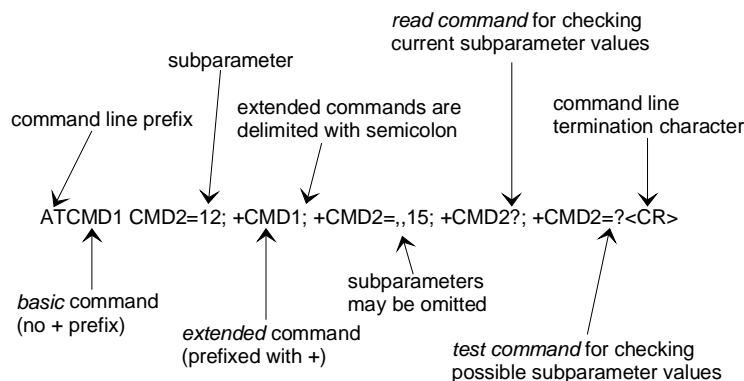 read command for checking
current subparameter values
subparameter
extended commands are
delimited with semicolon
command line
termination character
command line prefix
ATCMD1 CMD2=12; +CMD1; +CMD2=,,15; +CMD2?; +CMD2=?<CR>
subparameters
may be omitted
basic command
(no + prefix)
extended command
(prefixed with +)
test command for checking
possible subparameter values